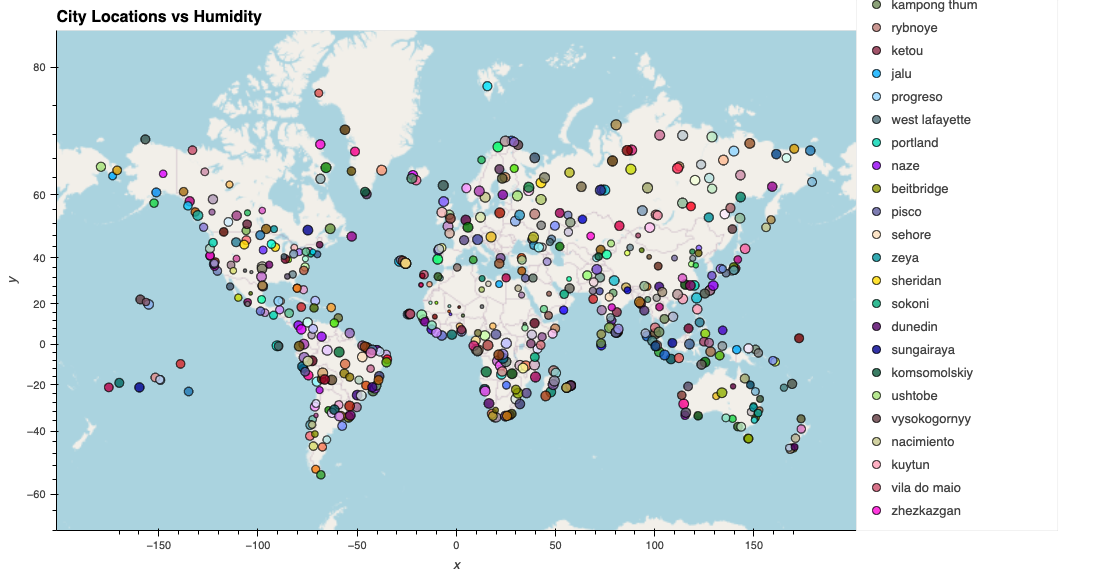 City Locations vs Humidity
kampong thum
rybnoye
ketou
jalu
progreso
west lafayette
portland
naze
beitbridge
pisco
sehore
zeya
sheridan
sokoni
dunedin
sungairaya
komsomolskiy
ushtobe
vysokogornyy
nacimiento
kuytun
vila do maio
zhezkazgan
y
80
60
40
20
0
−20
−40
−60
−150
−100
−50
0
50
100
150
x